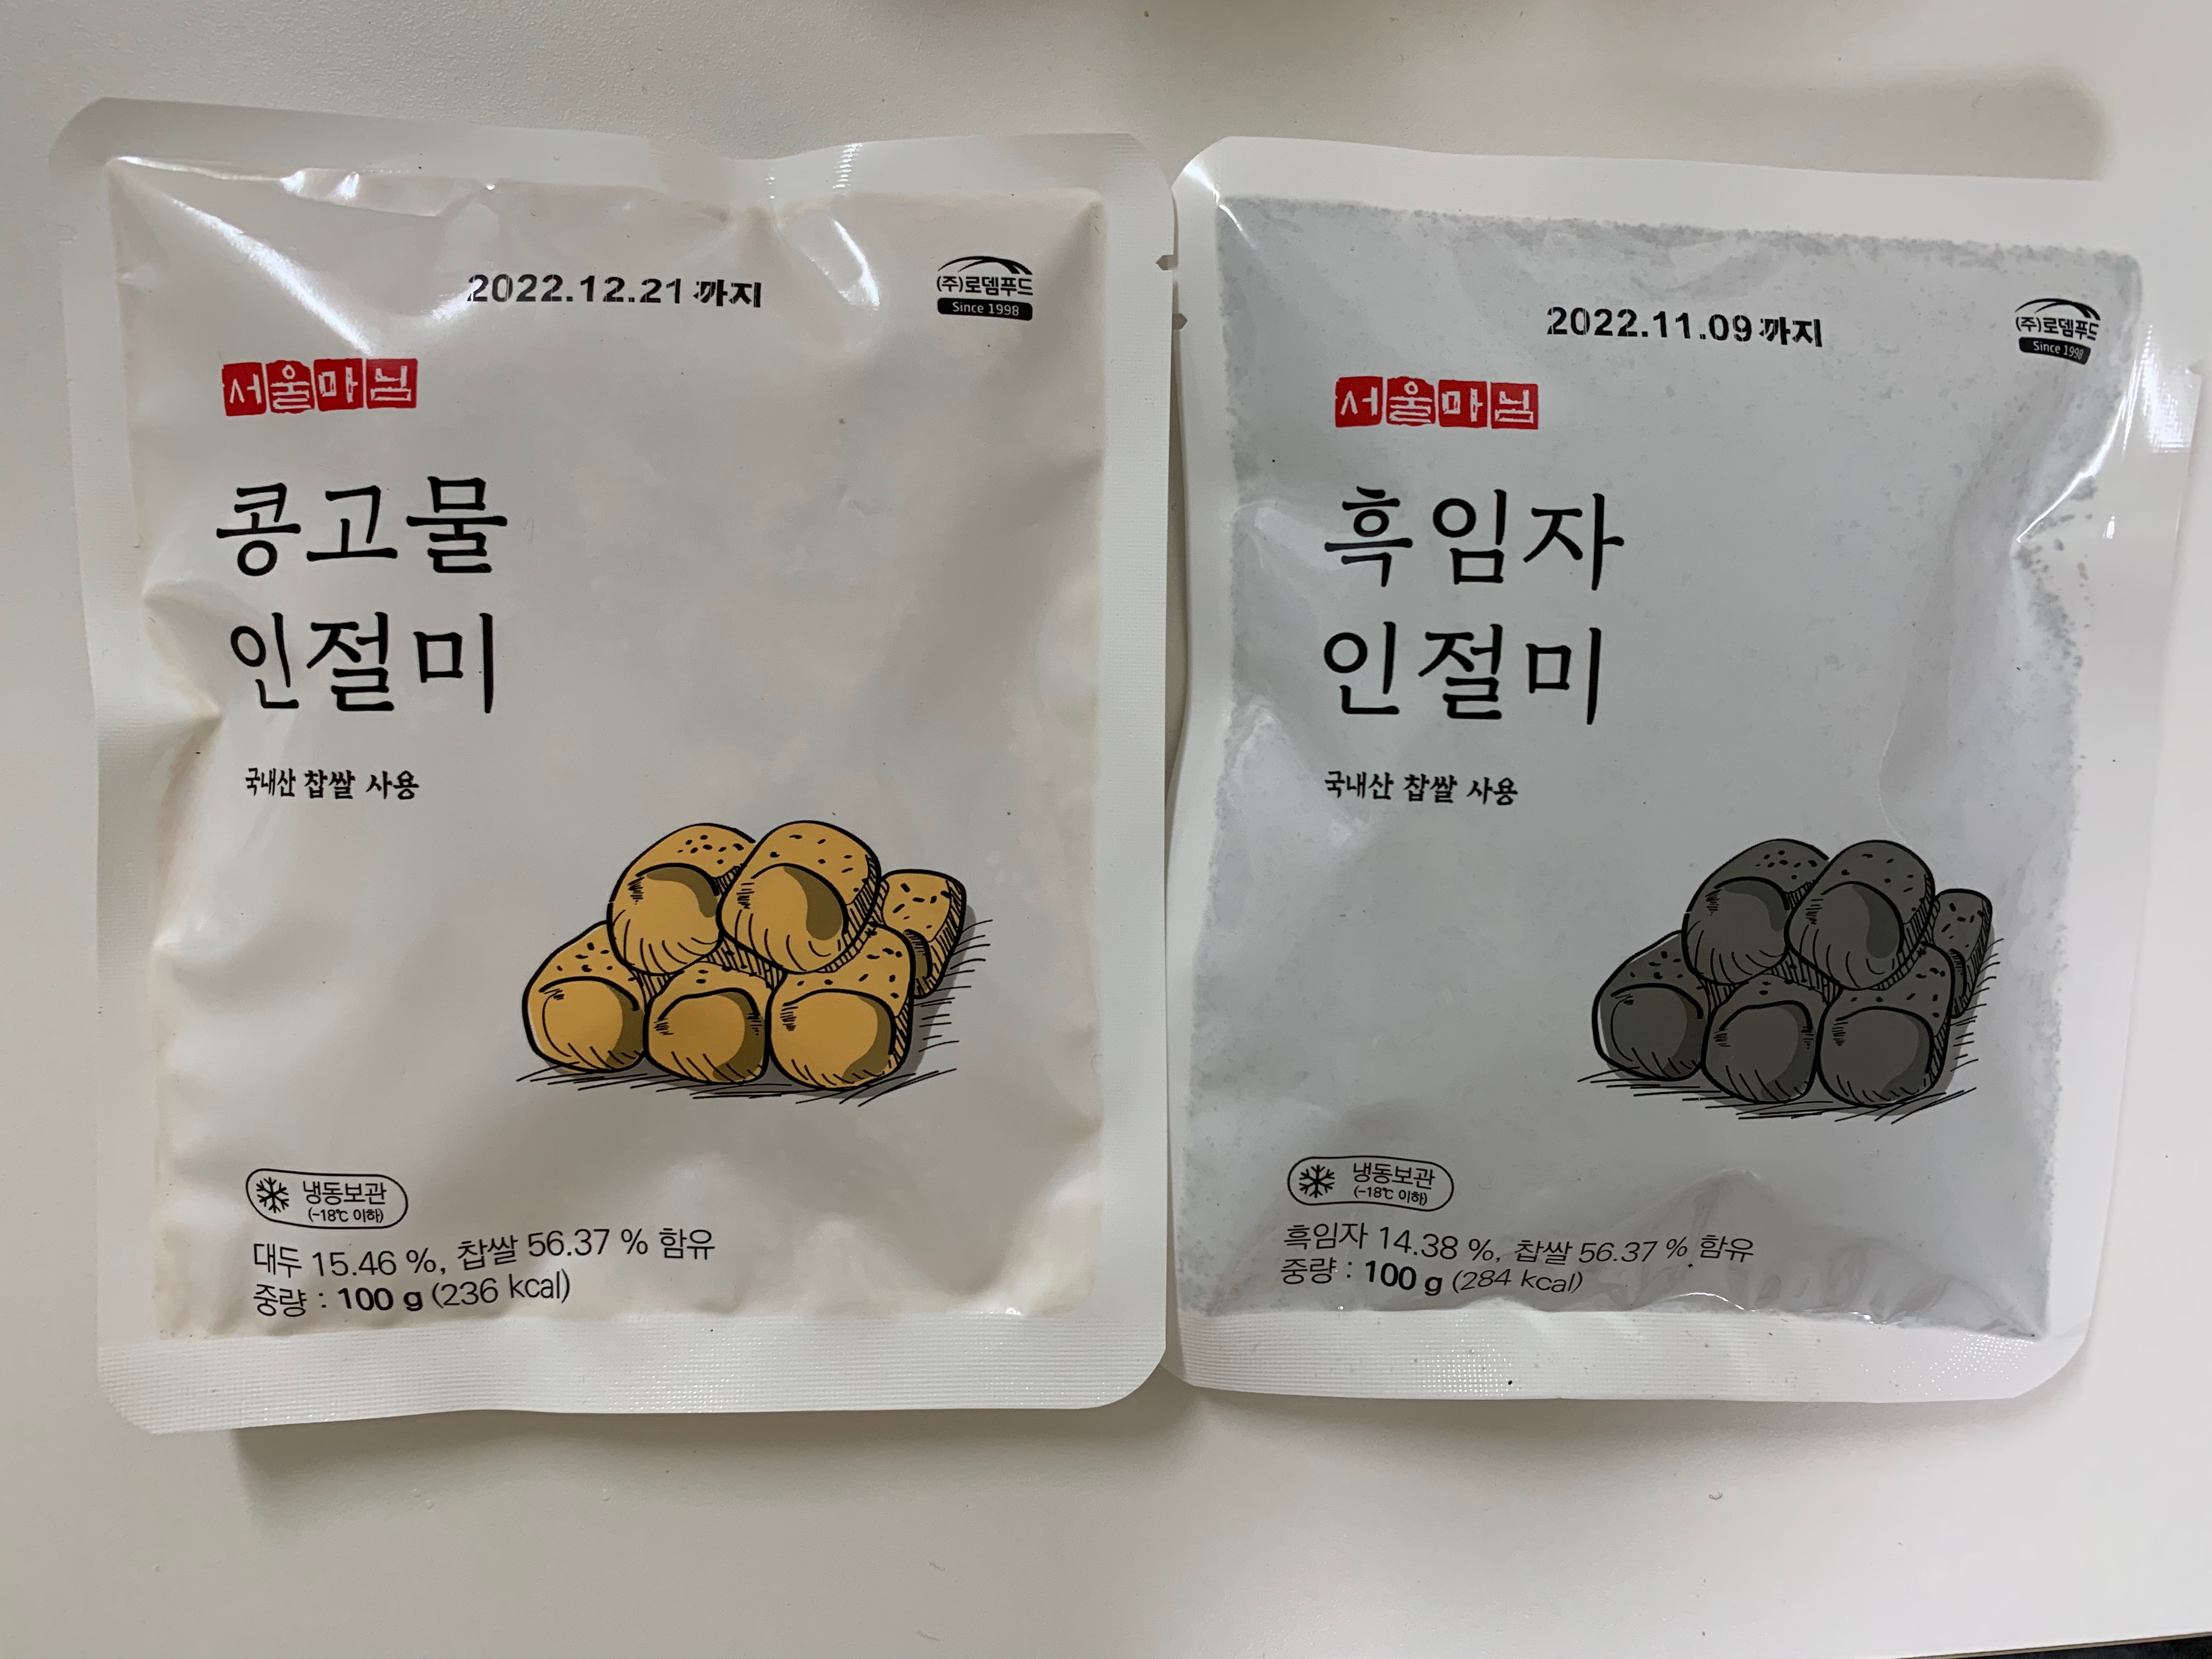 2022.12.21 까지
(주)로뎀푸드
Since 1998
서울마님
콩고물
인절미
국내산 찹쌀 사용
냉동보관
(-18℃ 이하)
대두 15.46 %, 찹쌀 56.37 % 함유
중량 : 100 g (236 kcal)
2022.11.09 까지
(주)로뎀푸드
Since 1998
서울마님
흑임자
인절미
국내산 찹쌀 사용
냉동보관
(-18℃ 이하)
흑임자 14.38 %, 찹쌀 56.37 % 함유
중량 : 100 g (284 kcal)